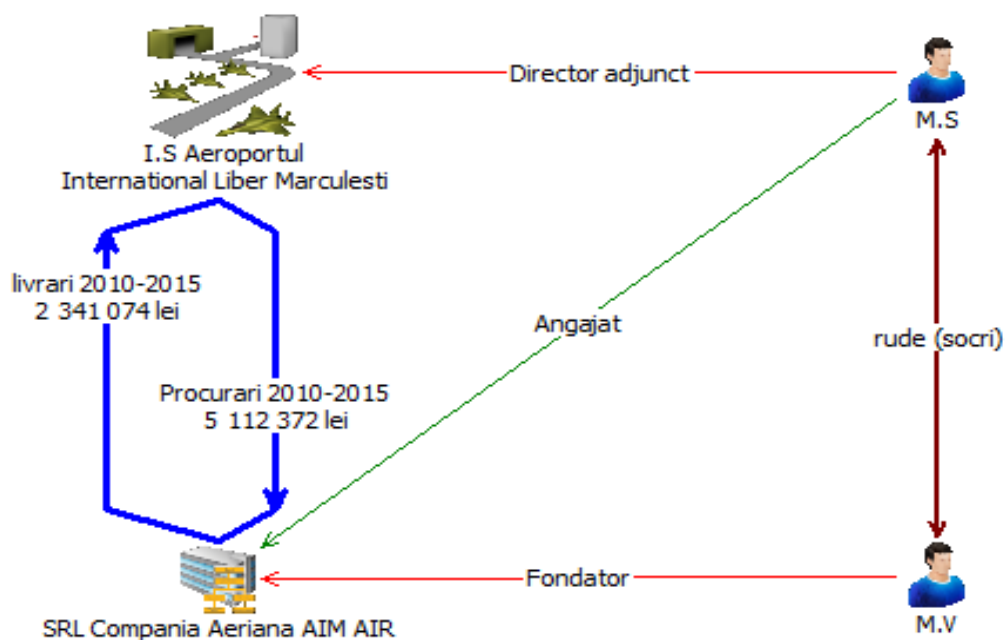 Director adjunct
M.S
I.S Aeroportul
International Liber Marculesti
livrari 2010-2015
2 341 074 lei
Angajat
rude (socri)
Procurari 2010-2015
5 112 372 lei
Fondator
SRL Compania Aeriana AIM AIR
M.V